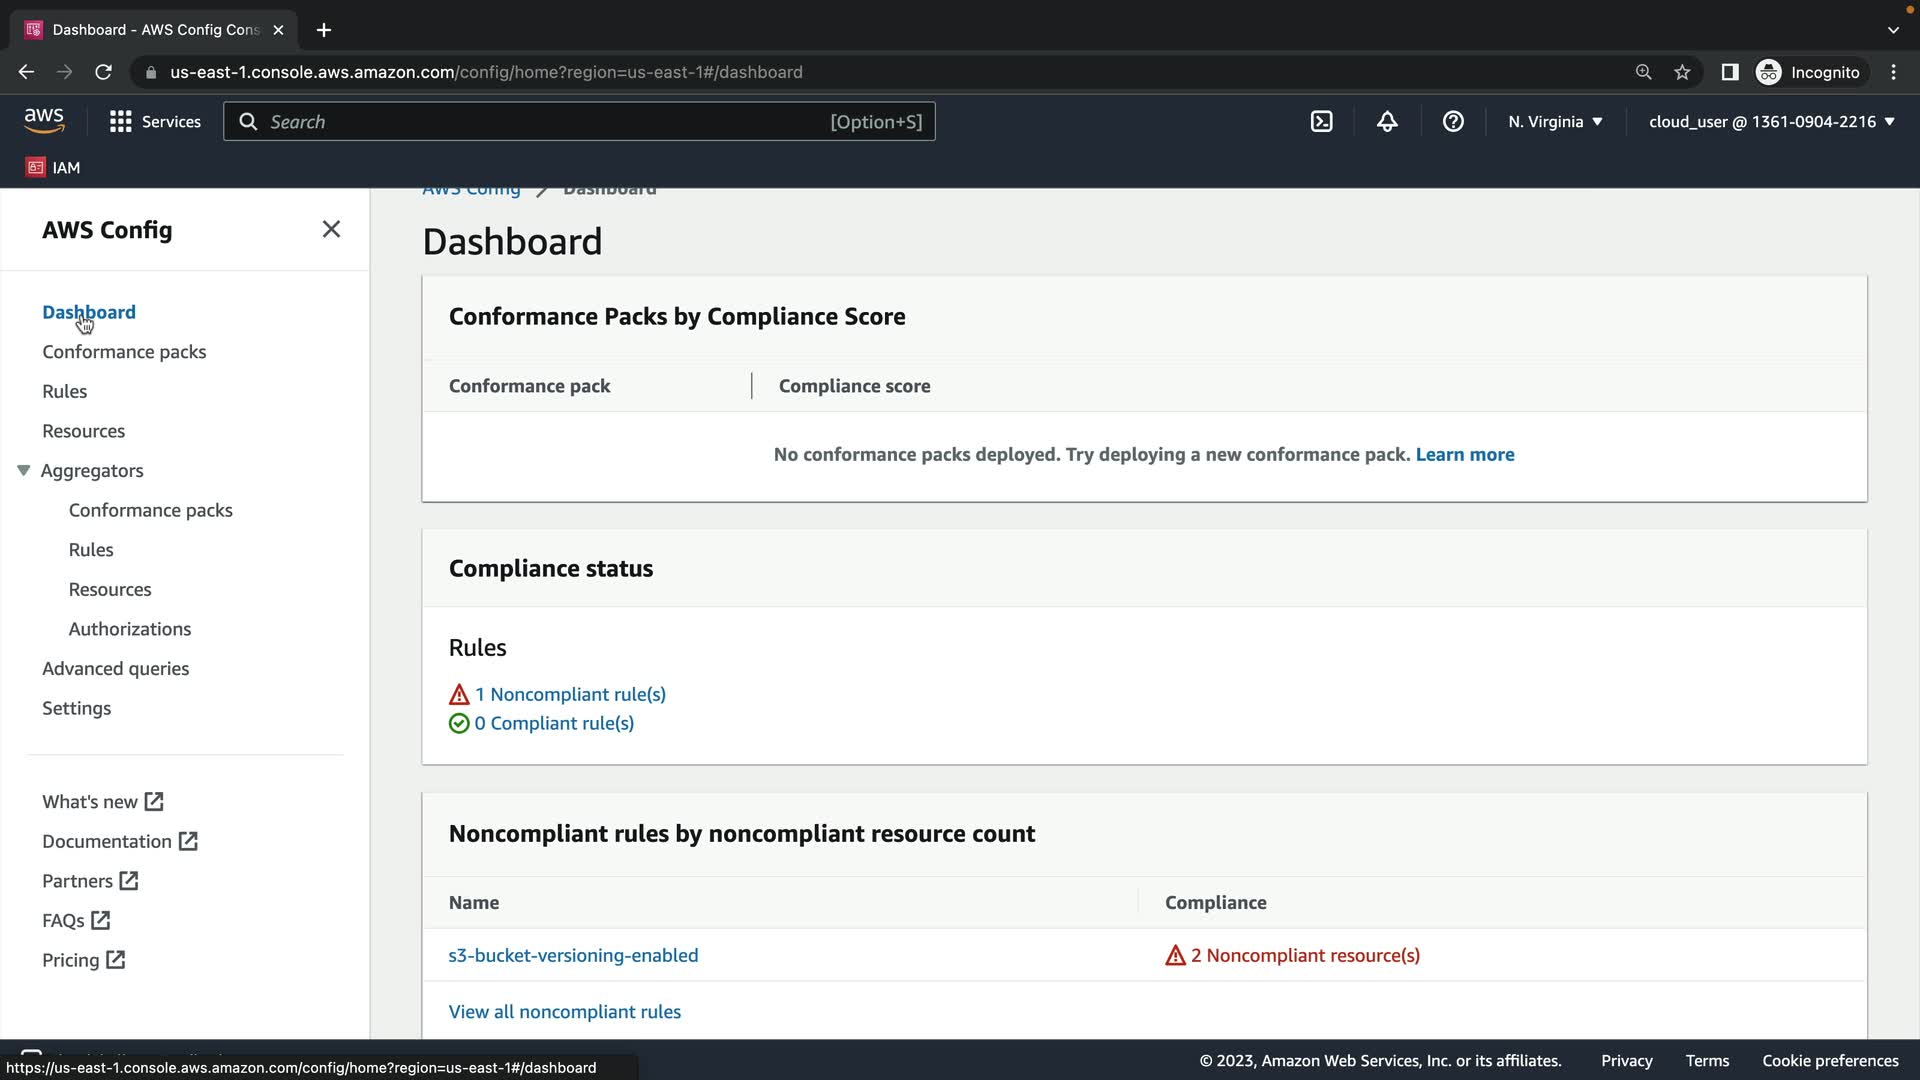 Dashboard - AWS Config Cons
us-east-1.console.aws.amazon.com/config/home?region=us-east-1#/dashboard
Incognito
aws
Services
Search
[Option+S]
N. Virginia
cloud_user @ 1361-0904-2216
IAM
AWS Config
Dashboard
Conformance packs
Rules
Resources
Aggregators
Conformance packs
Rules
Resources
Authorizations
Advanced queries
Settings
What's new
Documentation
Partners
FAQs
Pricing
AWS Config Dashboard
Dashboard
Conformance Packs by Compliance Score
Conformance pack
Compliance score
No conformance packs deployed. Try deploying a new conformance pack. Learn more
Compliance status
Rules
1 Noncompliant rule(s)
0 Compliant rule(s)
Noncompliant rules by noncompliant resource count
Name
Compliance
s3-bucket-versioning-enabled
2 Noncompliant resource(s)
View all noncompliant rules
https://us-east-1.console.aws.amazon.com/config/home?region=us-east-1#/dashboard
© 2023, Amazon Web Services, Inc. or its affiliates.
Privacy
Terms
Cookie preferences